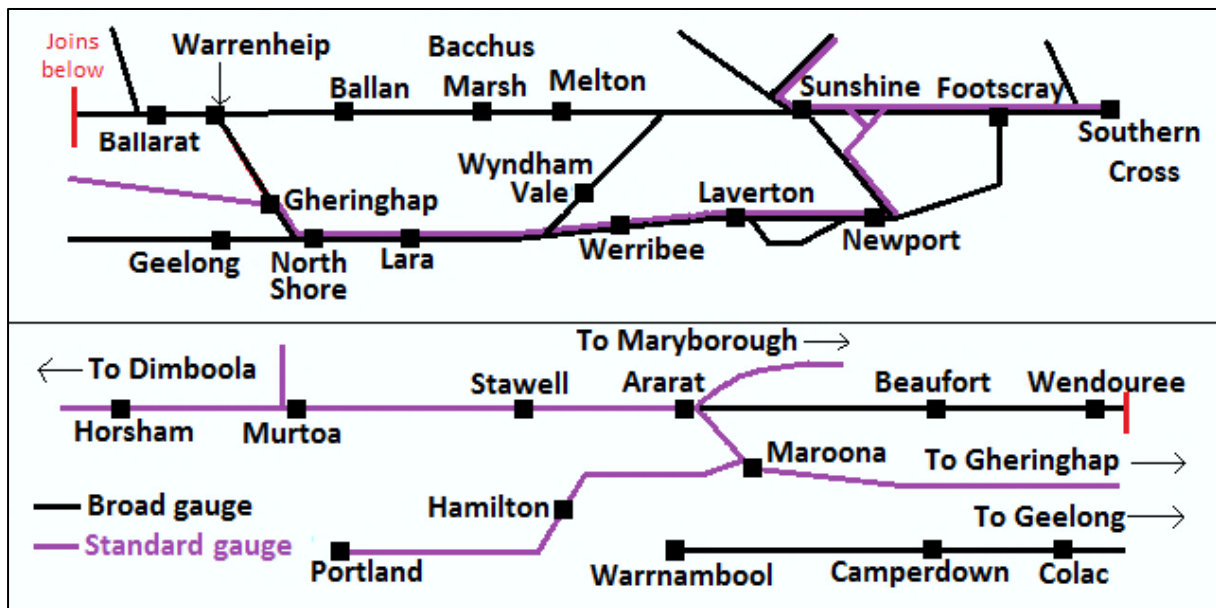 Joins
below
Warrenheip
Bacchus
Marsh
Ballan
Melton
Sunshine
Footscray
Ballarat
Southern
Cross
Wyndham
Vale
Gheringhap
Laverton
Geelong
North
Shore
Lara
Werribee
Newport
To Dimboola
To Maryborough
Stawell
Ararat
Beaufort
Wendouree
Horsham
Murtoa
Maroona
To Gheringhap
Broad gauge
Hamilton
To Geelong
Standard gauge
Portland
Warrnambool
Camperdown
Colac